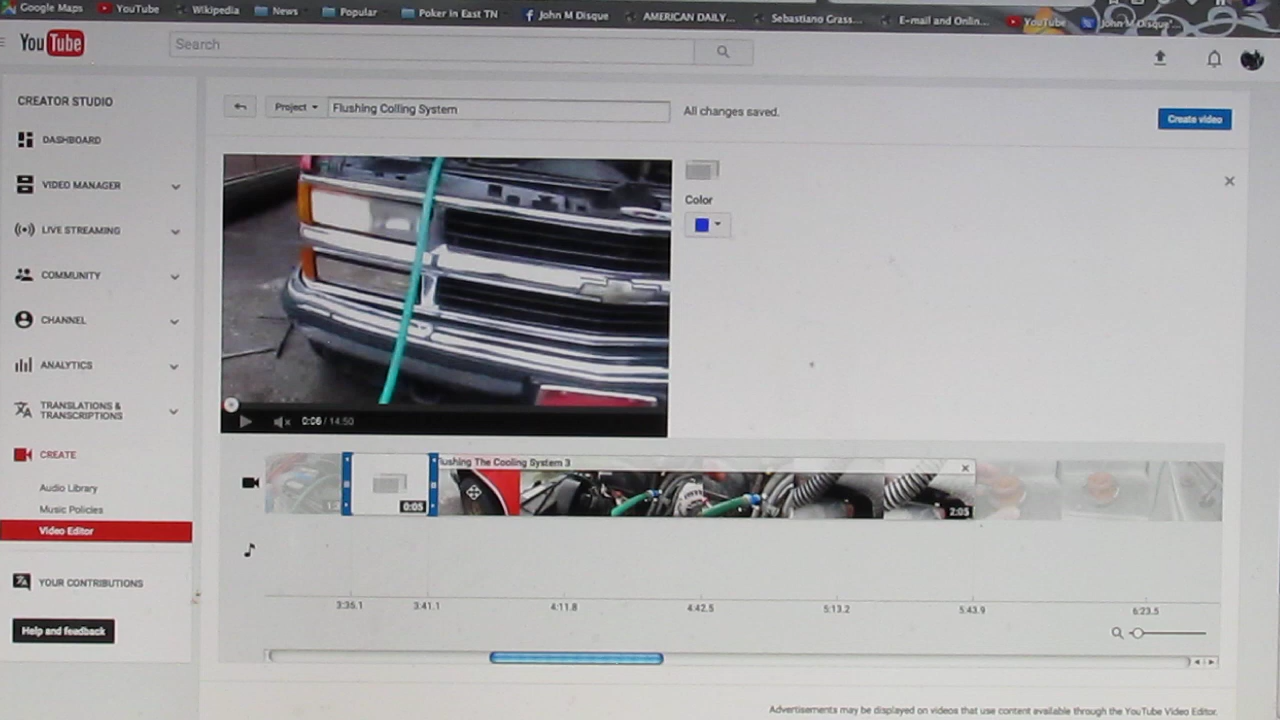 Google Maps
YouTube
Wikipedia
News
Popular
Poker in East TN
John M Disque
AMERICAN DAILY...
Sebastiano Grass...
E-mail and Onlin...
YouTube
John M Disque'...
YouTube
Search
CREATOR STUDIO
DASHBOARD
VIDEO MANAGER
LIVE STREAMING
COMMUNITY
CHANNEL
ANALYTICS
TRANSLATIONS &
TRANSCRIPTIONS
CREATE
Audio Library
Music Policies
Video Editor
YOUR CONTRIBUTIONS
Help and feedback
Project
Flushing Colling System
All changes saved.
Create video
Color
0:06 / 14:50
lushing The Cooling System 3
0:05
2:05
3:35.1
3:41.1
4:11.8
4:42.5
5:13.2
5:43.9
6:23.5
Advertisements may be displayed on videos that use content available through the YouTube Video Editor.